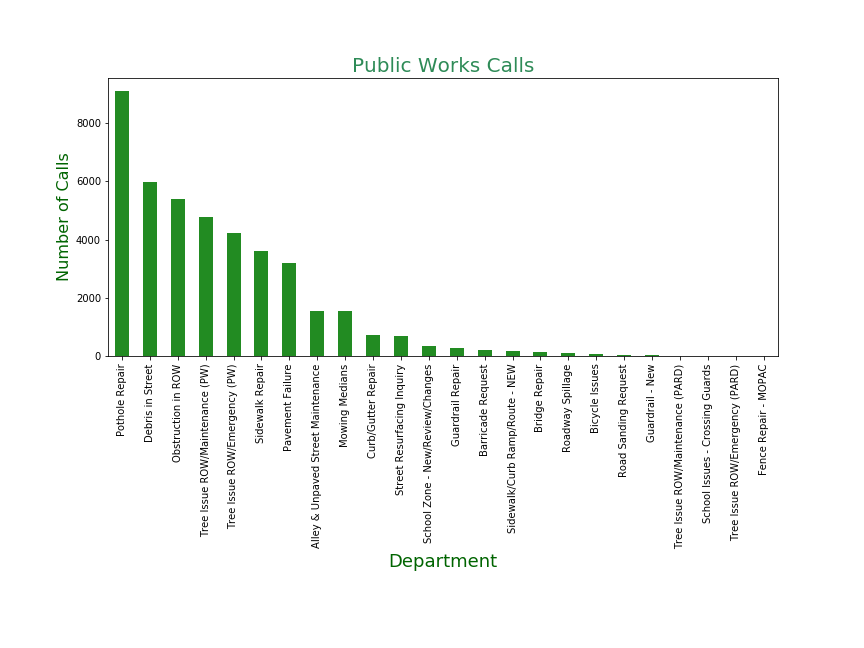 Public Works Calls
Number of Calls
8000
6000
4000
2000
0
Pothole Repair
Debris in Street
Obstruction in ROW
Tree Issue ROW/Maintenance (PW)
Tree Issue ROW/Emergency (PW)
Sidewalk Repair
Pavement Failure
Alley & Unpaved Street Maintenance
Mowing Medians
Curb/Gutter Repair
Street Resurfacing Inquiry
School Zone - New/Review/Changes
Guardrail Repair
Barricade Request
Sidewalk/Curb Ramp/Route - NEW
Bridge Repair
Roadway Spillage
Bicycle Issues
Road Sanding Request
Guardrail - New
Tree Issue ROW/Maintenance (PARD)
School Issues - Crossing Guards
Tree Issue ROW/Emergency (PARD)
Fence Repair - MOPAC
Department